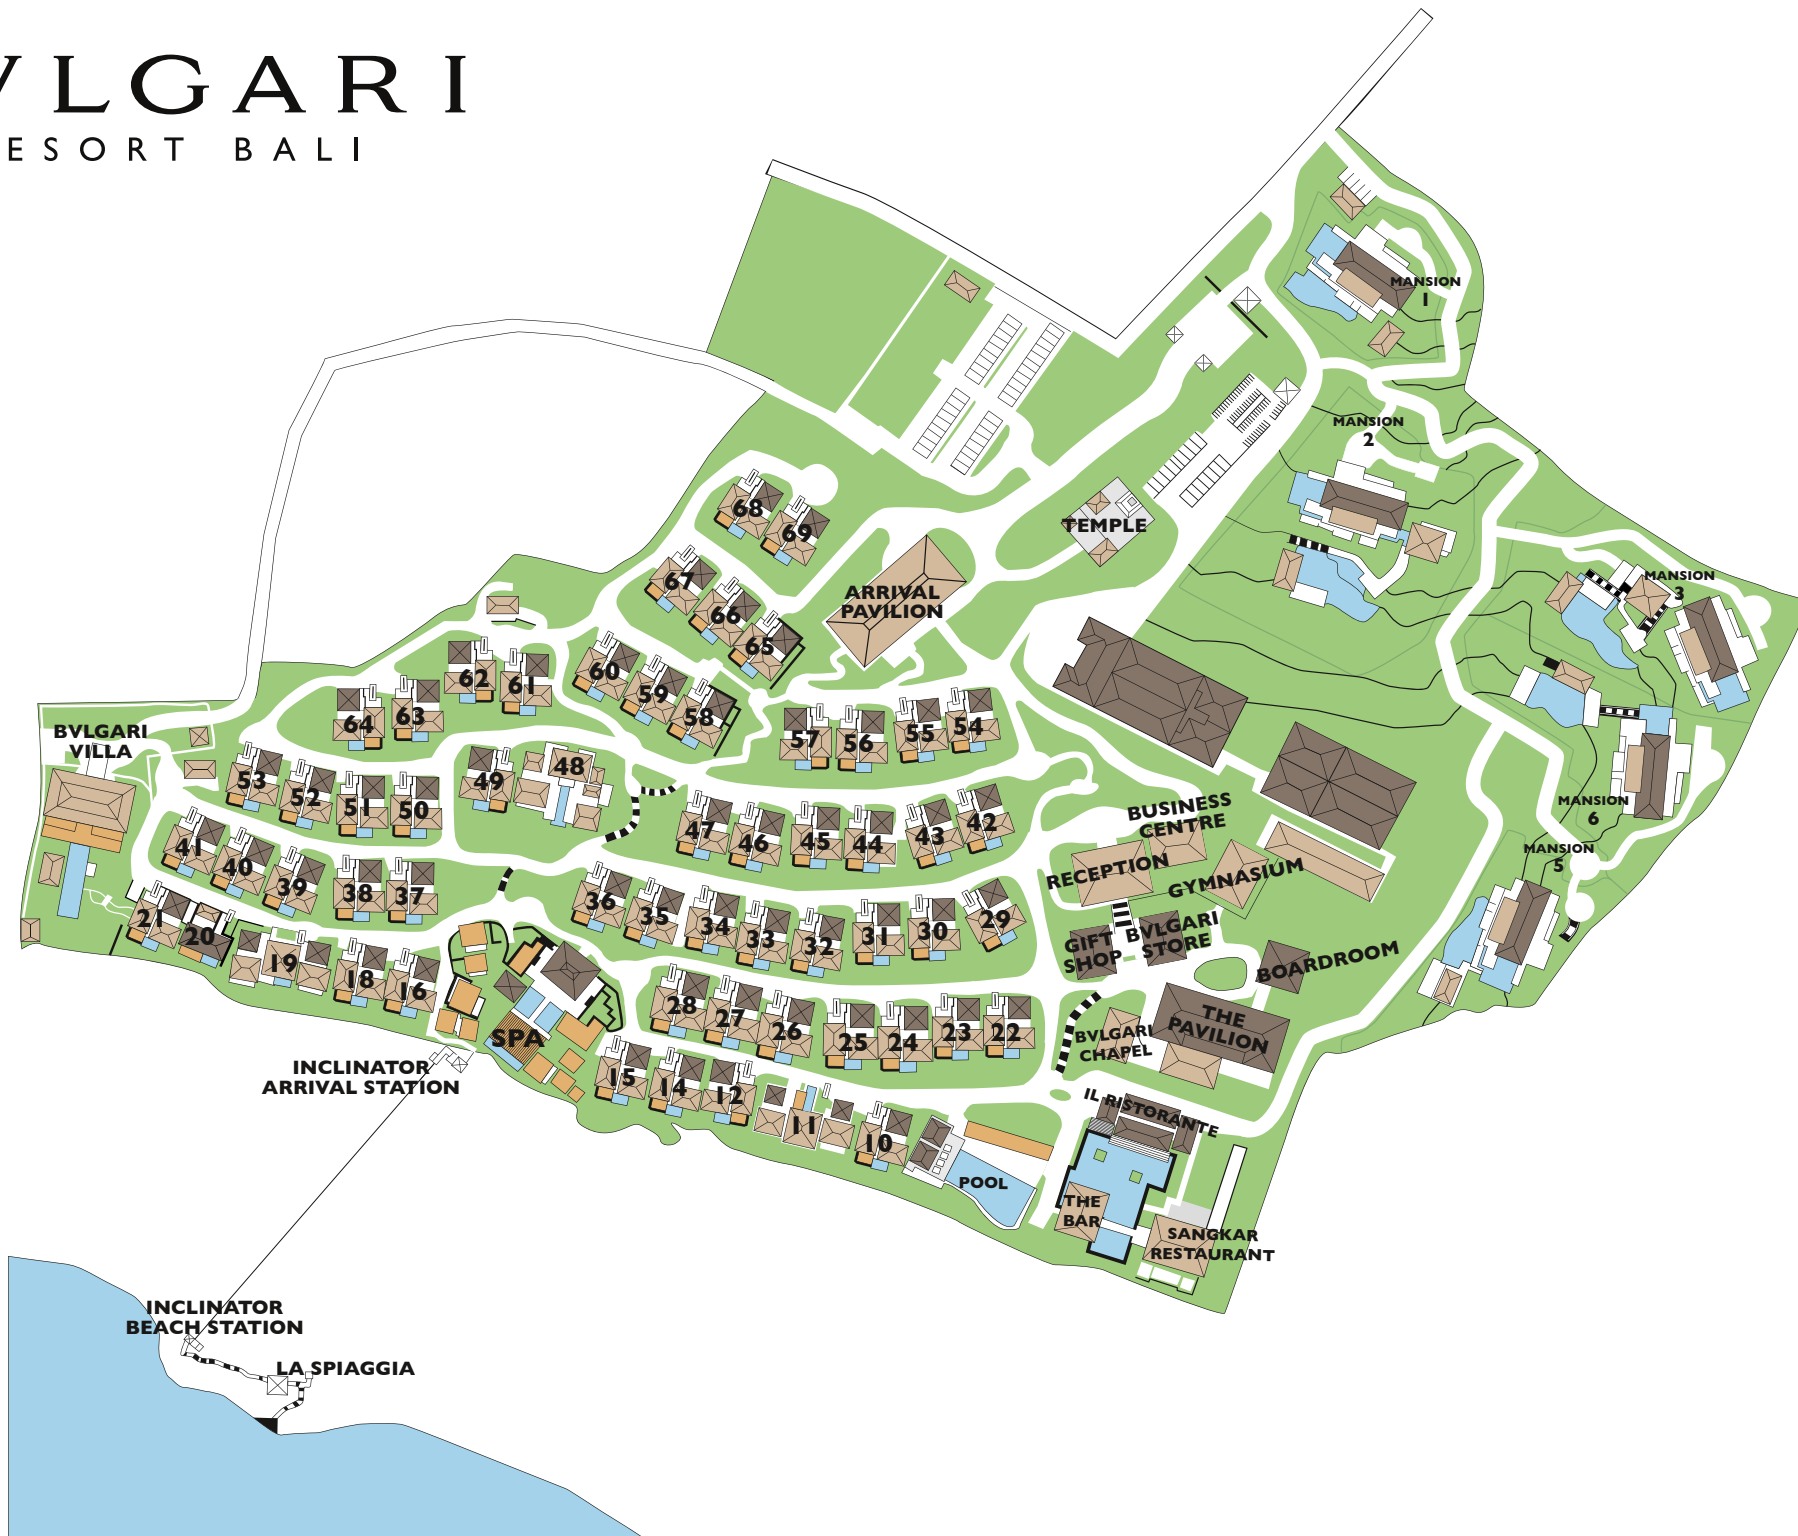 VLGARI
ESORT BALI
MANSION
1
MANSION
2
68
69
TEMPLE
67
66
65
ARRIVAL
PAVILION
MANSION
3
62
61
60
59
58
64
63
57
56
55
54
BVLGARI
VILLA
53
52
51
50
49
48
47
46
45
44
43
42
BUSINESS
CENTRE
MANSION
6
MANSION
5
41
40
39
38
37
36
35
34
33
32
31
30
29
RECEPTION
GYMNASIUM
21
20
19
18
16
GIFT
SHOP
BVLGARI
STORE
BOARDROOM
28
27
26
25
24
23
22
THE
PAVILION
BVLGARI
CHAPEL
SPA
INCLINATOR
ARRIVAL STATION
15
14
12
11
10
IL RISTORANTE
POOL
THE
BAR
SANGKAR
RESTAURANT
INCLINATOR
BEACH STATION
LA SPIAGGIA